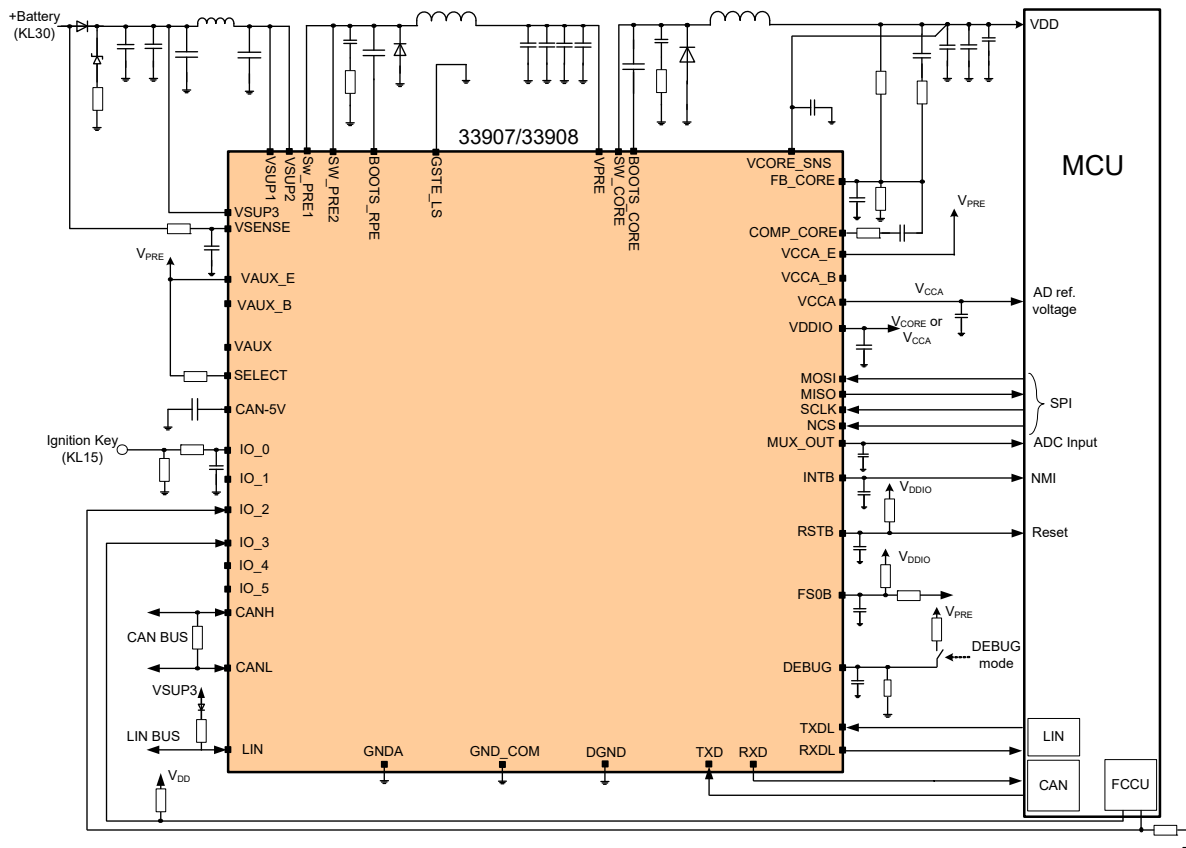 +Battery
(KL30)
VDD
33907/33908
MCU
VSUP1
VSUP2
Sw_PRE1
SW_PRE2
BOOTS_RPE
GSTE_LS
VPRE
SW_CORE
BOOTS_CORE
VCORE_SNS
FB_CORE
VSUP3
VSENSE
COMP_CORE
VPRE
VCCA_E
VPRE
VAUX_E
VCCA_B
VAUX_B
VCCA
VCCA
AD ref.
voltage
VDDIO
VCORE or
VCCA
VAUX
SELECT
MOSI
MISO
SCLK
NCS
SPI
CAN-5V
Ignition Key
(KL15)
IO_0
MUX_OUT
ADC Input
IO_1
INTB
NMI
VDDIO
IO_2
RSTB
Reset
IO_3
VDDIO
IO_4
IO_5
FS0B
CANH
VPRE
CAN BUS
DEBUG
mode
CANL
DEBUG
VSUP3
LIN BUS
LIN
TXDL
RXDL
LIN
GNDA
GND_COM
DGND
TXD
RXD
VDD
CAN
FCCU